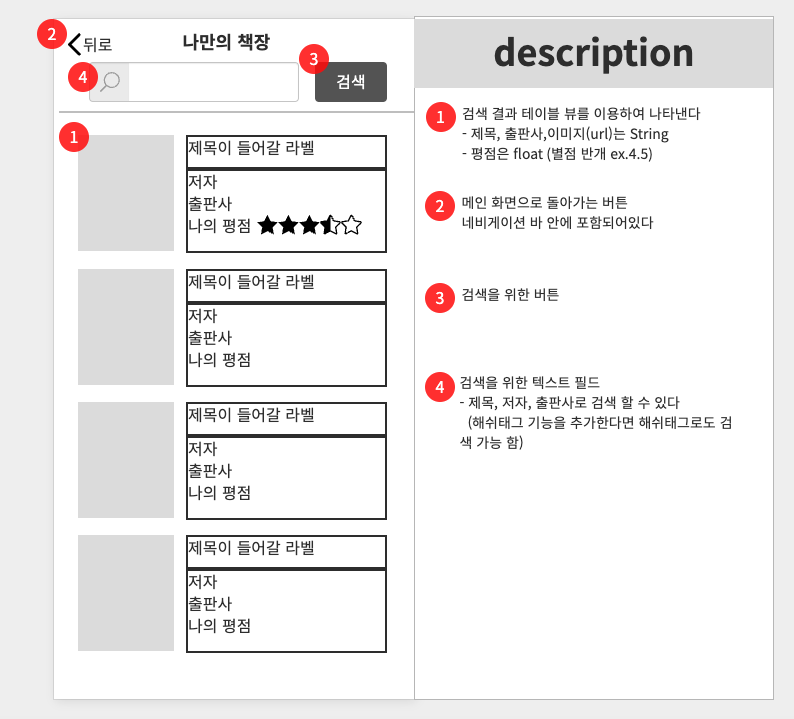 2
뒤로
나만의 책장
4
3
검색
1
제목이 들어갈 라벨
저자
출판사
나의 평점
제목이 들어갈 라벨
저자
출판사
나의 평점
제목이 들어갈 라벨
저자
출판사
나의 평점
제목이 들어갈 라벨
저자
출판사
나의 평점
description
1
검색 결과 테이블 뷰를 이용하여 나타낸다
- 제목, 출판사,이미지(url)는 String
- 평점은 float (별점 반개 ex.4.5)
2
메인 화면으로 돌아가는 버튼
네비게이션 바 안에 포함되어있다
3
검색을 위한 버튼
4
검색을 위한 텍스트 필드
- 제목, 저자, 출판사로 검색 할 수 있다
(해쉬태그 기능을 추가한다면 해쉬태그로도 검
색 가능 함)